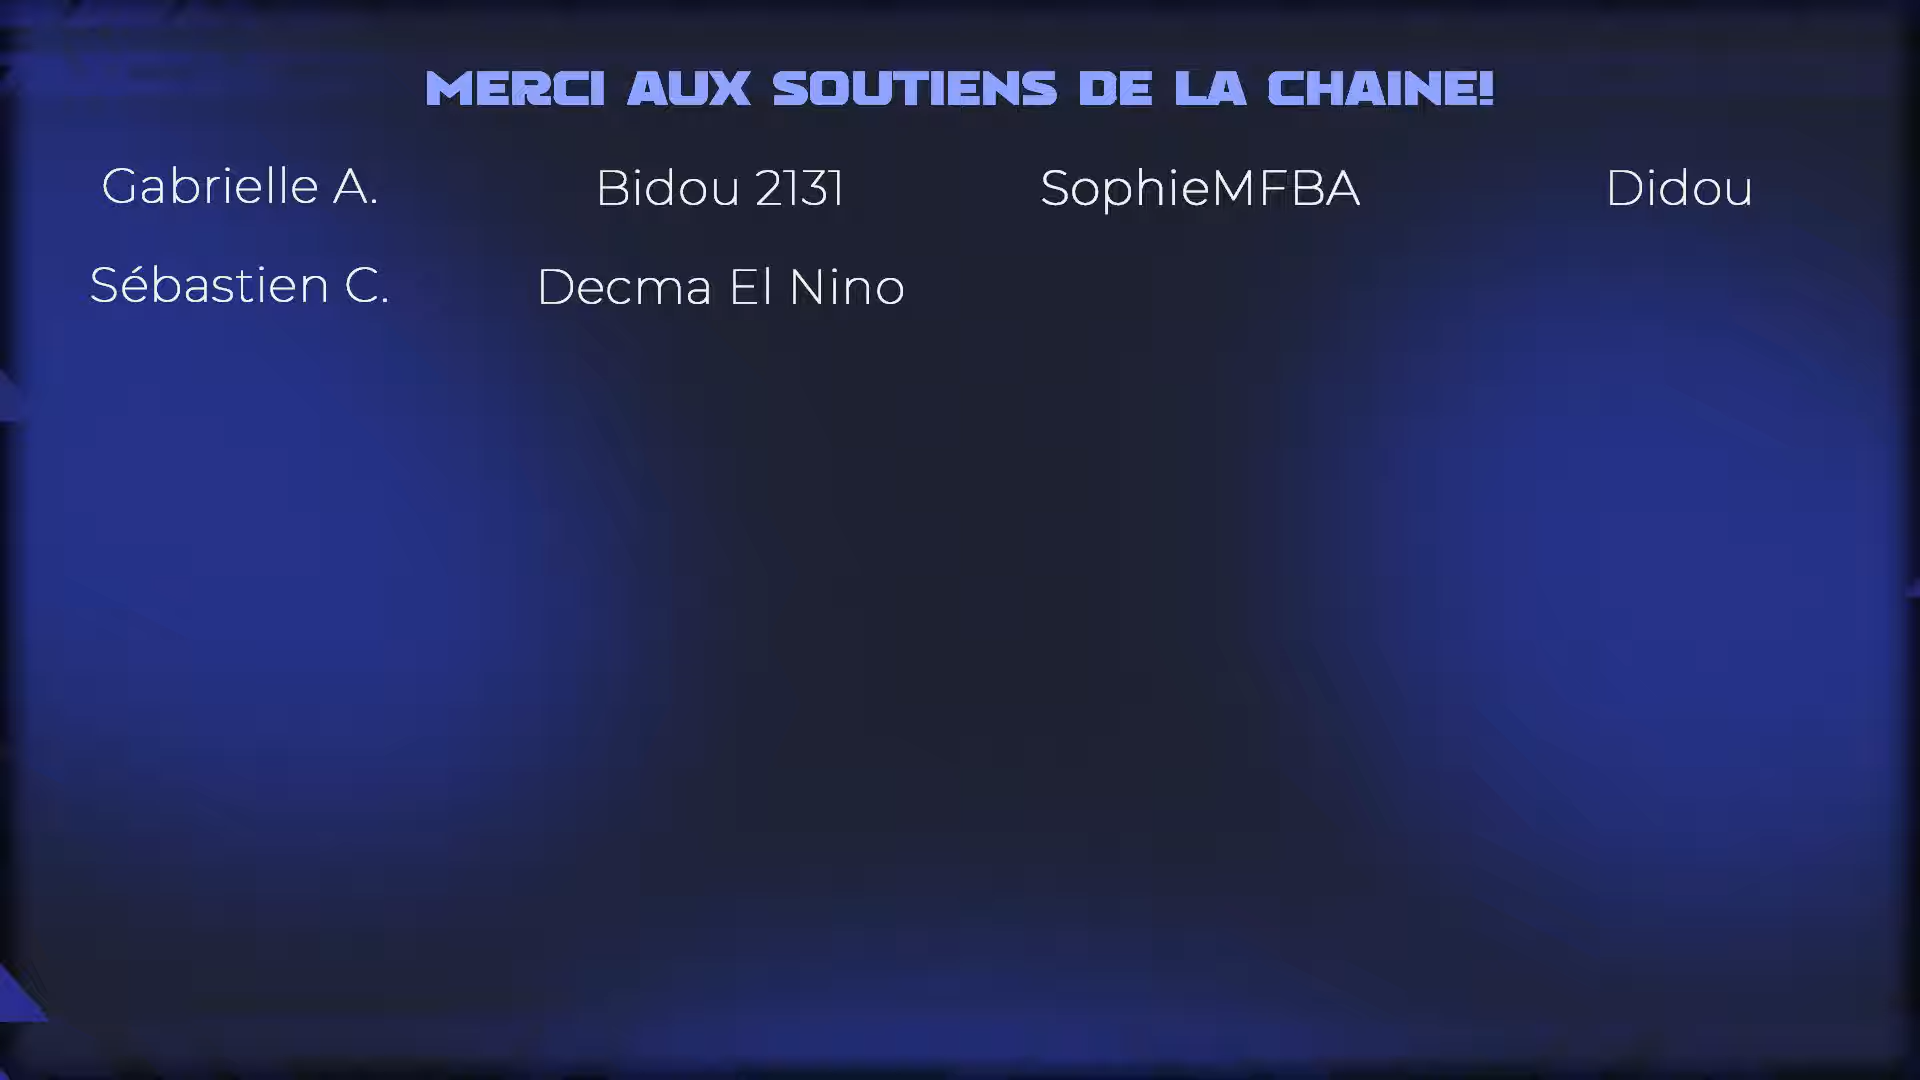 MERCI AUX SOUTIENS DE LA CHAINE!
Gabrielle A. Bidou 2131 SophieMFBA Didou
Sébastien C. Decma El Nino